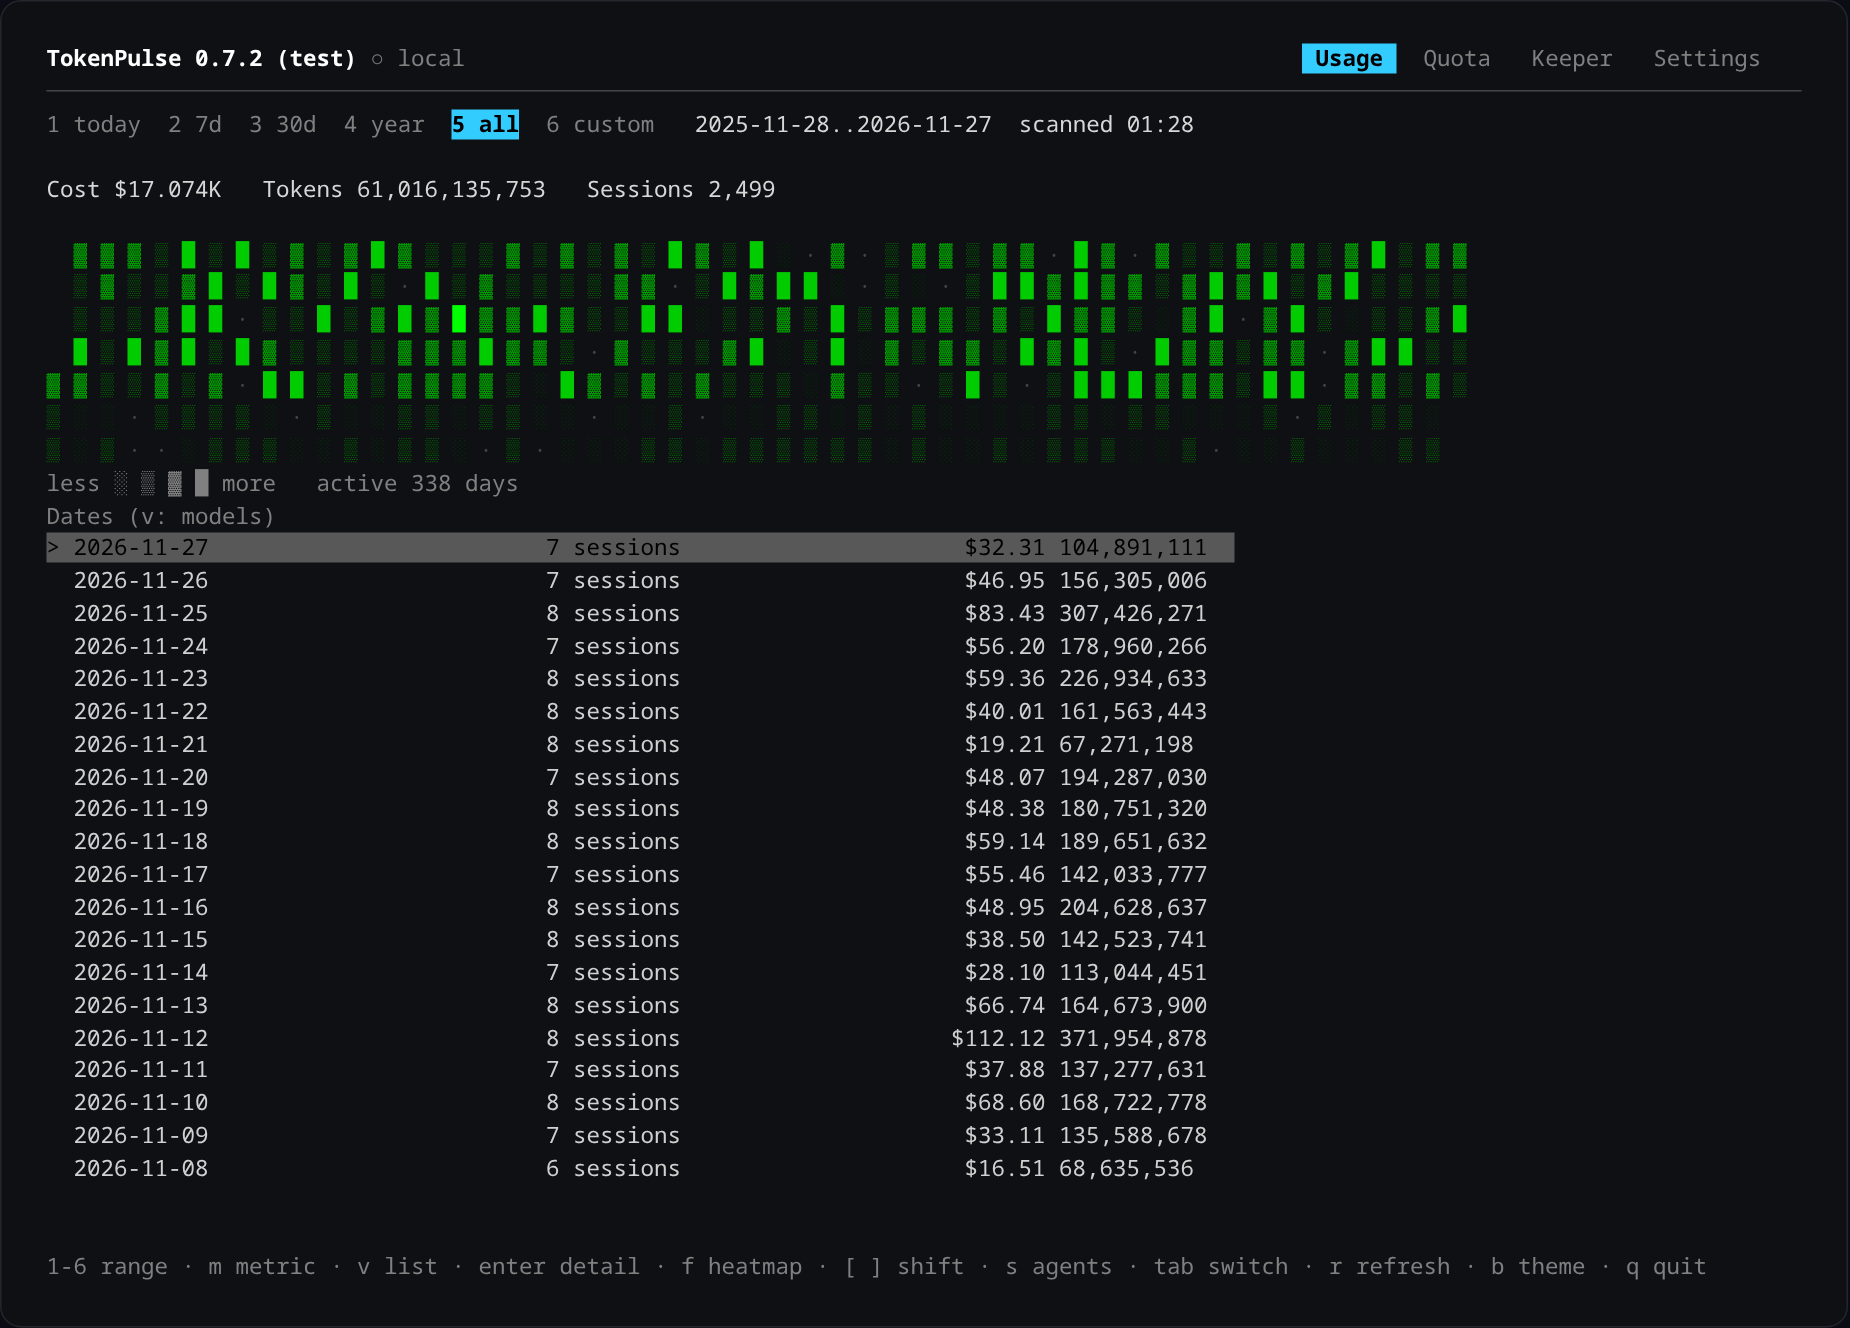 TokenPulse 0.7.2 (test) ○ local Usage Quota Keeper Settings
1 today 2 7d 3 30d 4 year 5 all 6 custom 2025-11-28..2026-11-27 scanned 01:28
Cost $17.074K Tokens 61,016,135,753 Sessions 2,499
less ░ ▒ ▓ █ more active 338 days
Dates (v: models)
> 2026-11-27 7 sessions $32.31 104,891,111
2026-11-26 7 sessions $46.95 156,305,006
2026-11-25 8 sessions $83.43 307,426,271
2026-11-24 7 sessions $56.20 178,960,266
2026-11-23 8 sessions $59.36 226,934,633
2026-11-22 8 sessions $40.01 161,563,443
2026-11-21 8 sessions $19.21 67,271,198
2026-11-20 7 sessions $48.07 194,287,030
2026-11-19 8 sessions $48.38 180,751,320
2026-11-18 8 sessions $59.14 189,651,632
2026-11-17 7 sessions $55.46 142,033,777
2026-11-16 8 sessions $48.95 204,628,637
2026-11-15 8 sessions $38.50 142,523,741
2026-11-14 7 sessions $28.10 113,044,451
2026-11-13 8 sessions $66.74 164,673,900
2026-11-12 8 sessions $112.12 371,954,878
2026-11-11 7 sessions $37.88 137,277,631
2026-11-10 8 sessions $68.60 168,722,778
2026-11-09 7 sessions $33.11 135,588,678
2026-11-08 6 sessions $16.51 68,635,536
1-6 range · m metric · v list · enter detail · f heatmap · [ ] shift · s agents · tab switch · r refresh · b theme · q quit